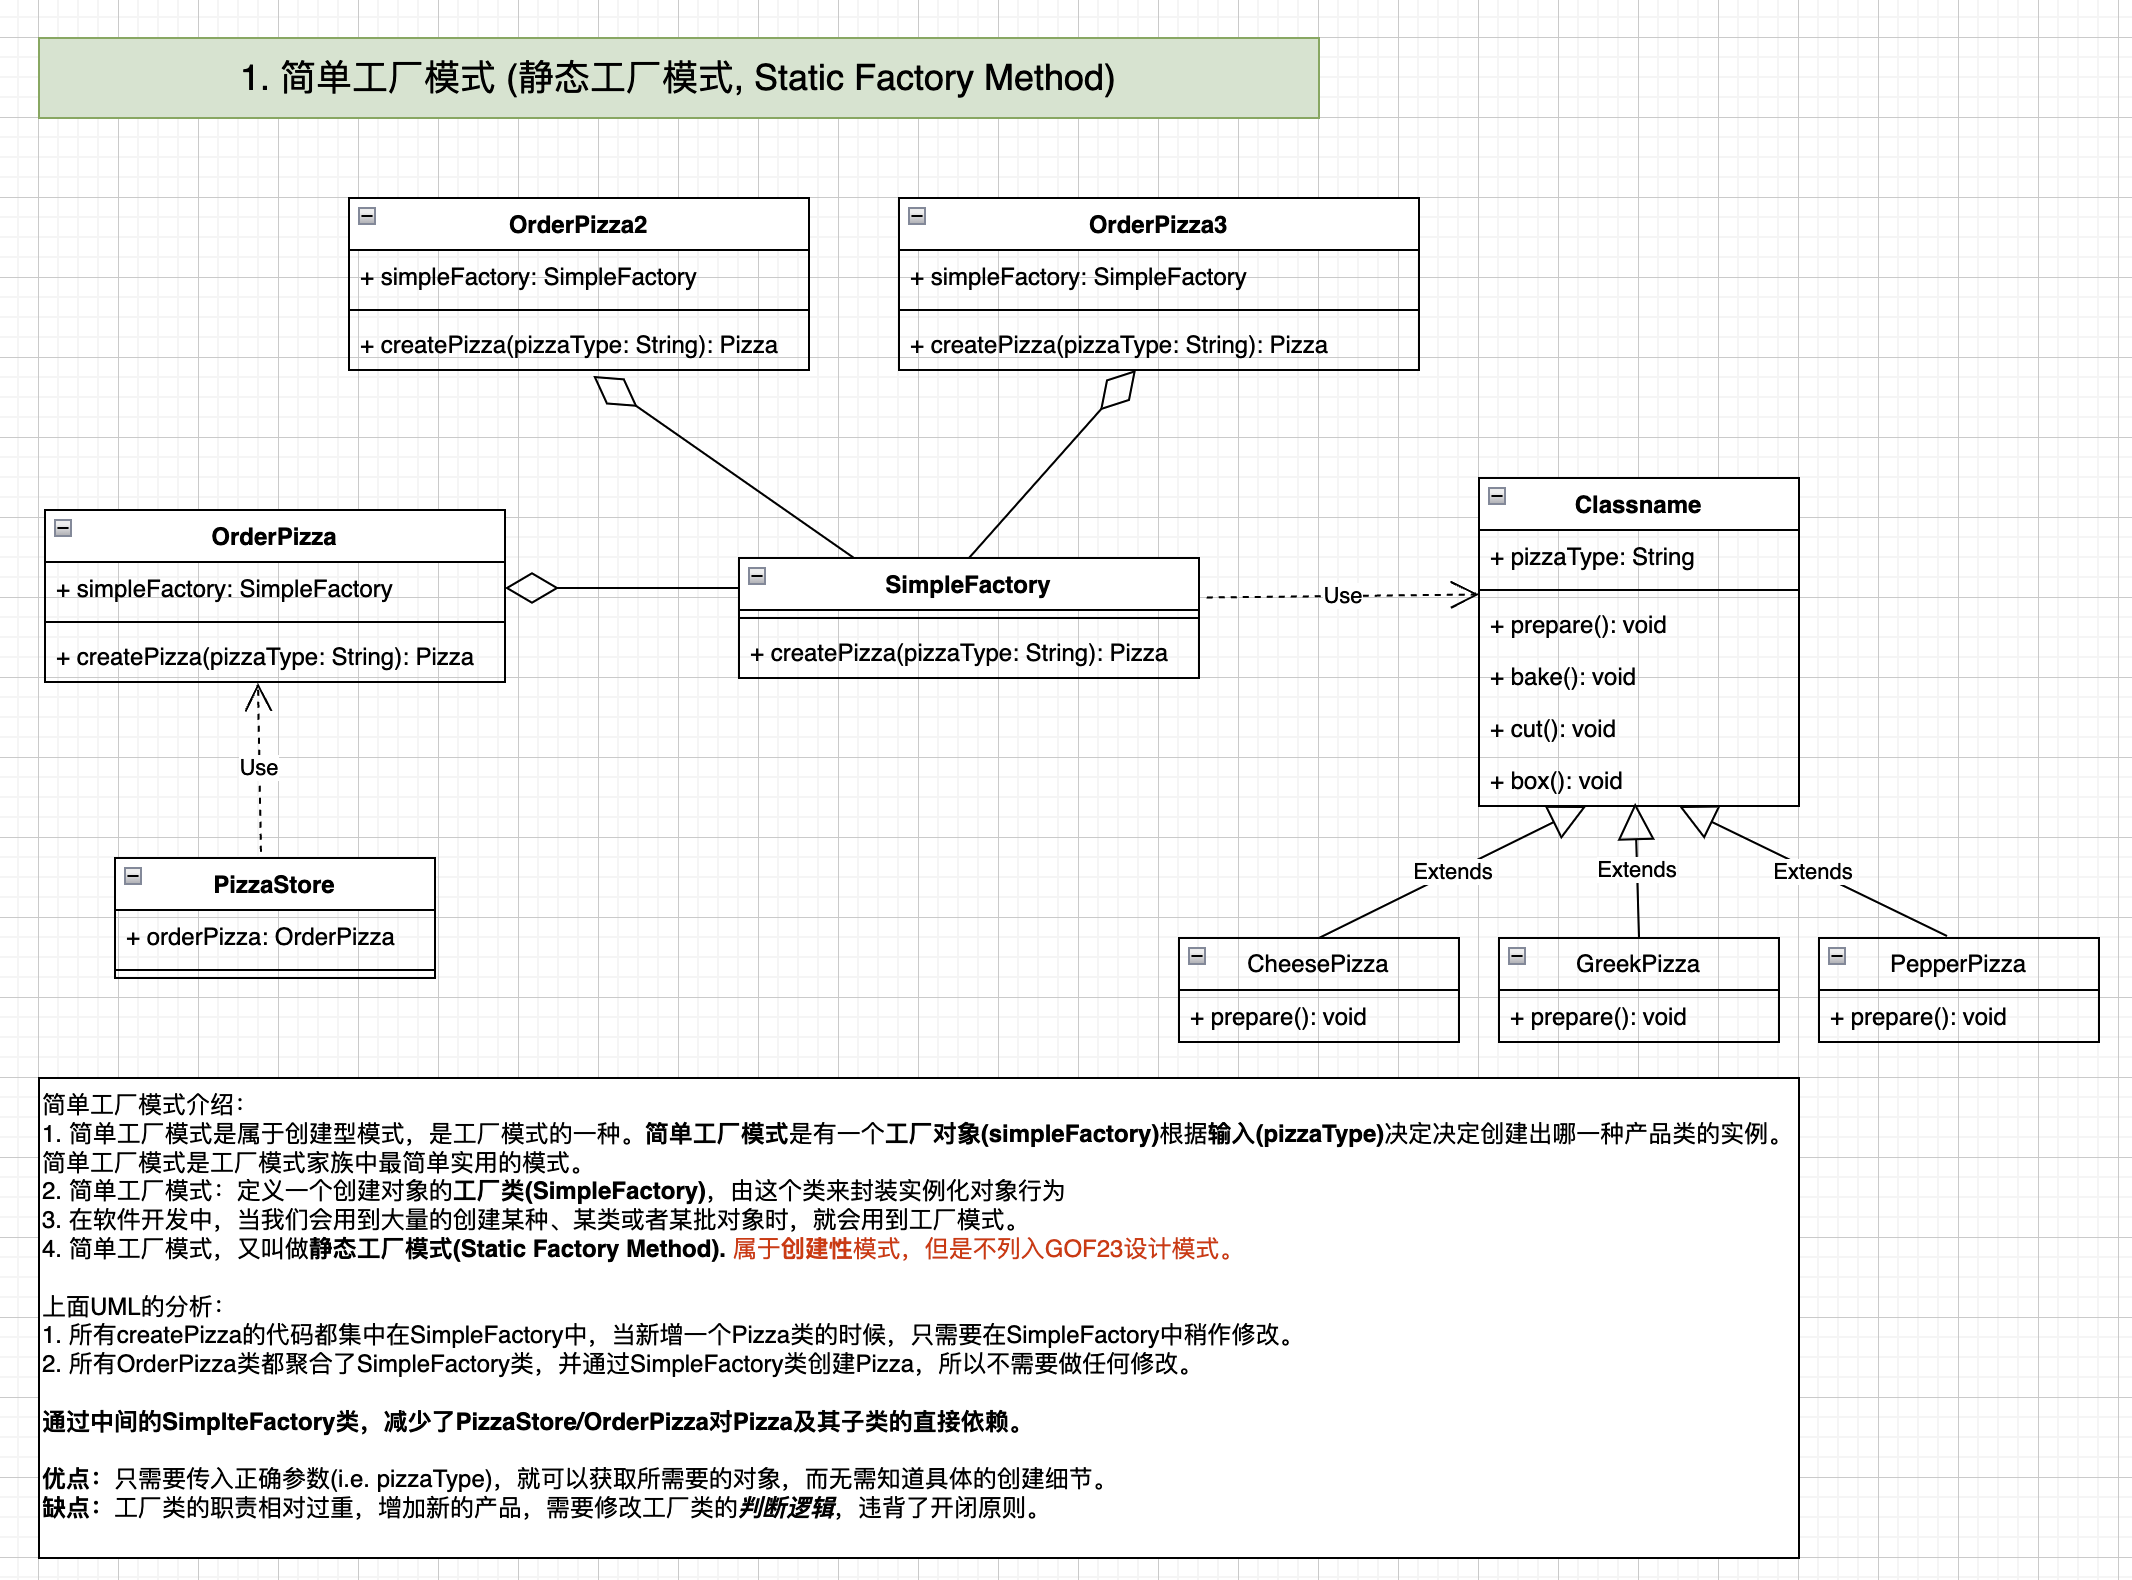 1. 简单工厂模式 (静态工厂模式, Static Factory Method)
OrderPizza2
+ simpleFactory: SimpleFactory
+ createPizza(pizzaType: String): Pizza
OrderPizza3
+ simpleFactory: SimpleFactory
+ createPizza(pizzaType: String): Pizza
OrderPizza
+ simpleFactory: SimpleFactory
+ createPizza(pizzaType: String): Pizza
SimpleFactory
+ createPizza(pizzaType: String): Pizza
Use
Classname
+ pizzaType: String
+ prepare(): void
+ bake(): void
+ cut(): void
+ box(): void
Use
PizzaStore
+ orderPizza: OrderPizza
Extends
Extends
Extends
CheesePizza
+ prepare(): void
GreekPizza
+ prepare(): void
PepperPizza
+ prepare(): void
简单工厂模式介绍：
1. 简单工厂模式是属于创建型模式，是工厂模式的一种。简单工厂模式是有一个工厂对象(simpleFactory)根据输入(pizzaType)决定决定创建出哪一种产品类的实例。
简单工厂模式是工厂模式家族中最简单实用的模式。
2. 简单工厂模式：定义一个创建对象的工厂类(SimpleFactory)，由这个类来封装实例化对象行为
3. 在软件开发中，当我们会用到大量的创建某种、某类或者某批对象时，就会用到工厂模式。
4. 简单工厂模式，又叫做静态工厂模式(Static Factory Method). 属于创建性模式，但是不列入GOF23设计模式。
上面UML的分析：
1. 所有createPizza的代码都集中在SimpleFactory中，当新增一个Pizza类的时候，只需要在SimpleFactory中稍作修改。
2. 所有OrderPizza类都聚合了SimpleFactory类，并通过SimpleFactory类创建Pizza，所以不需要做任何修改。
通过中间的SimplteFactory类，减少了PizzaStore/OrderPizza对Pizza及其子类的直接依赖。
优点：只需要传入正确参数(i.e. pizzaType)，就可以获取所需要的对象，而无需知道具体的创建细节。
缺点：工厂类的职责相对过重，增加新的产品，需要修改工厂类的判断逻辑，违背了开闭原则。